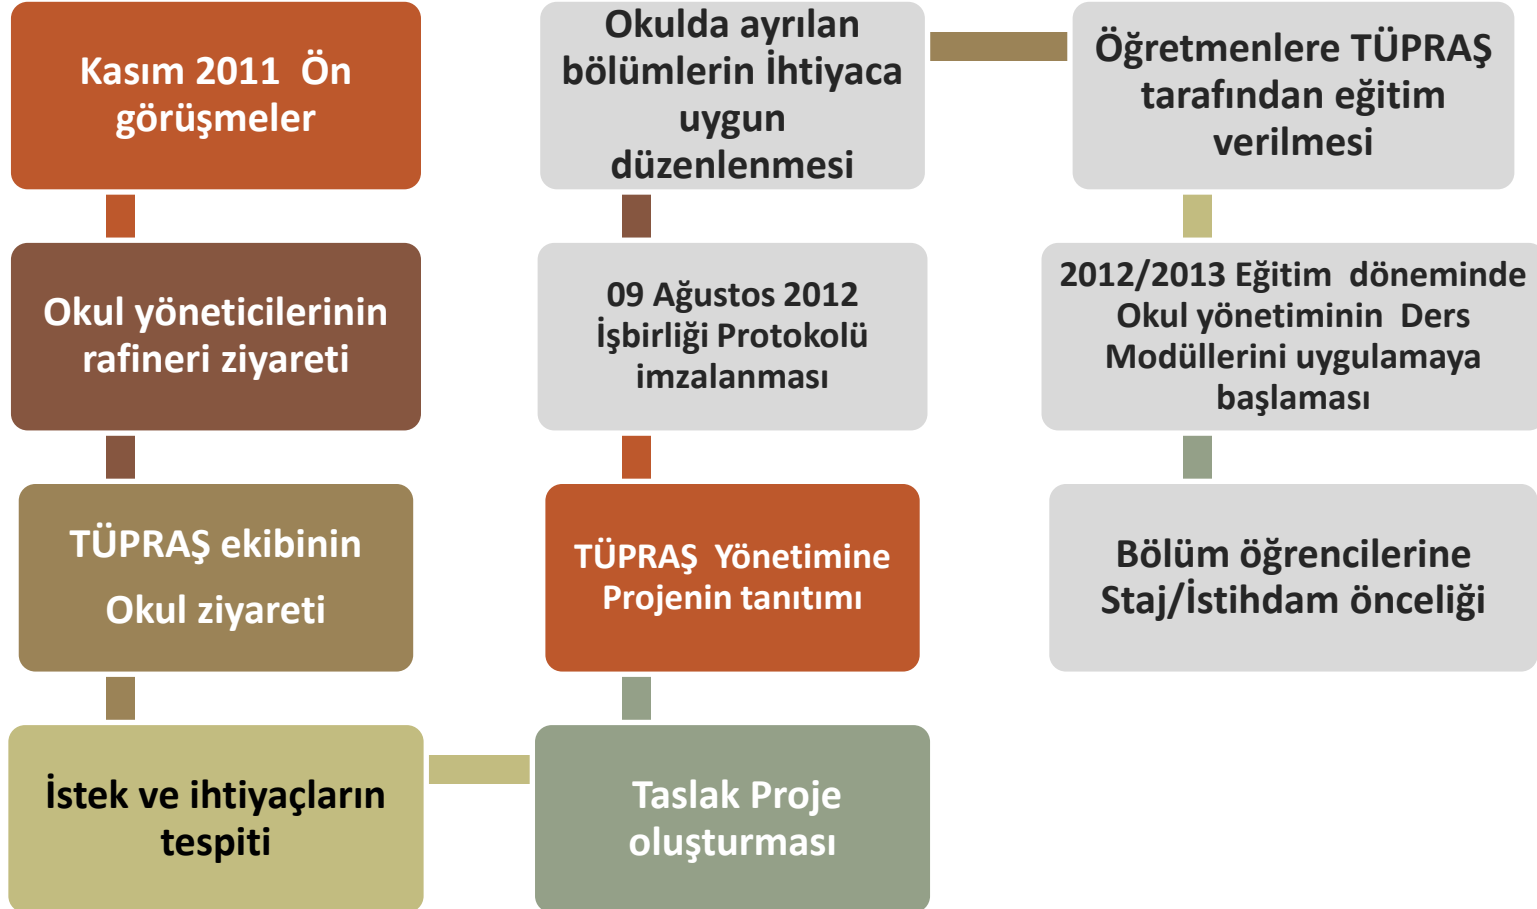 Kasım 2011  Ön
görüşmeler
Okul yöneticilerinin
rafineri ziyareti
TÜPRAŞ ekibinin
Okul ziyareti
İstek ve ihtiyaçların
tespiti
Taslak Proje
oluşturması
TÜPRAŞ  Yönetimine
Projenin tanıtımı
09 Ağustos 2012
İşbirliği Protokolü
imzalanması
Okulda ayrılan
bölümlerin İhtiyaca
uygun
düzenlenmesi
Öğretmenlere TÜPRAŞ
tarafından eğitim
verilmesi
2012/2013 Eğitim  döneminde
Okul yönetiminin  Ders
Modüllerini uygulamaya
başlaması
Bölüm öğrencilerine
Staj/İstihdam önceliği